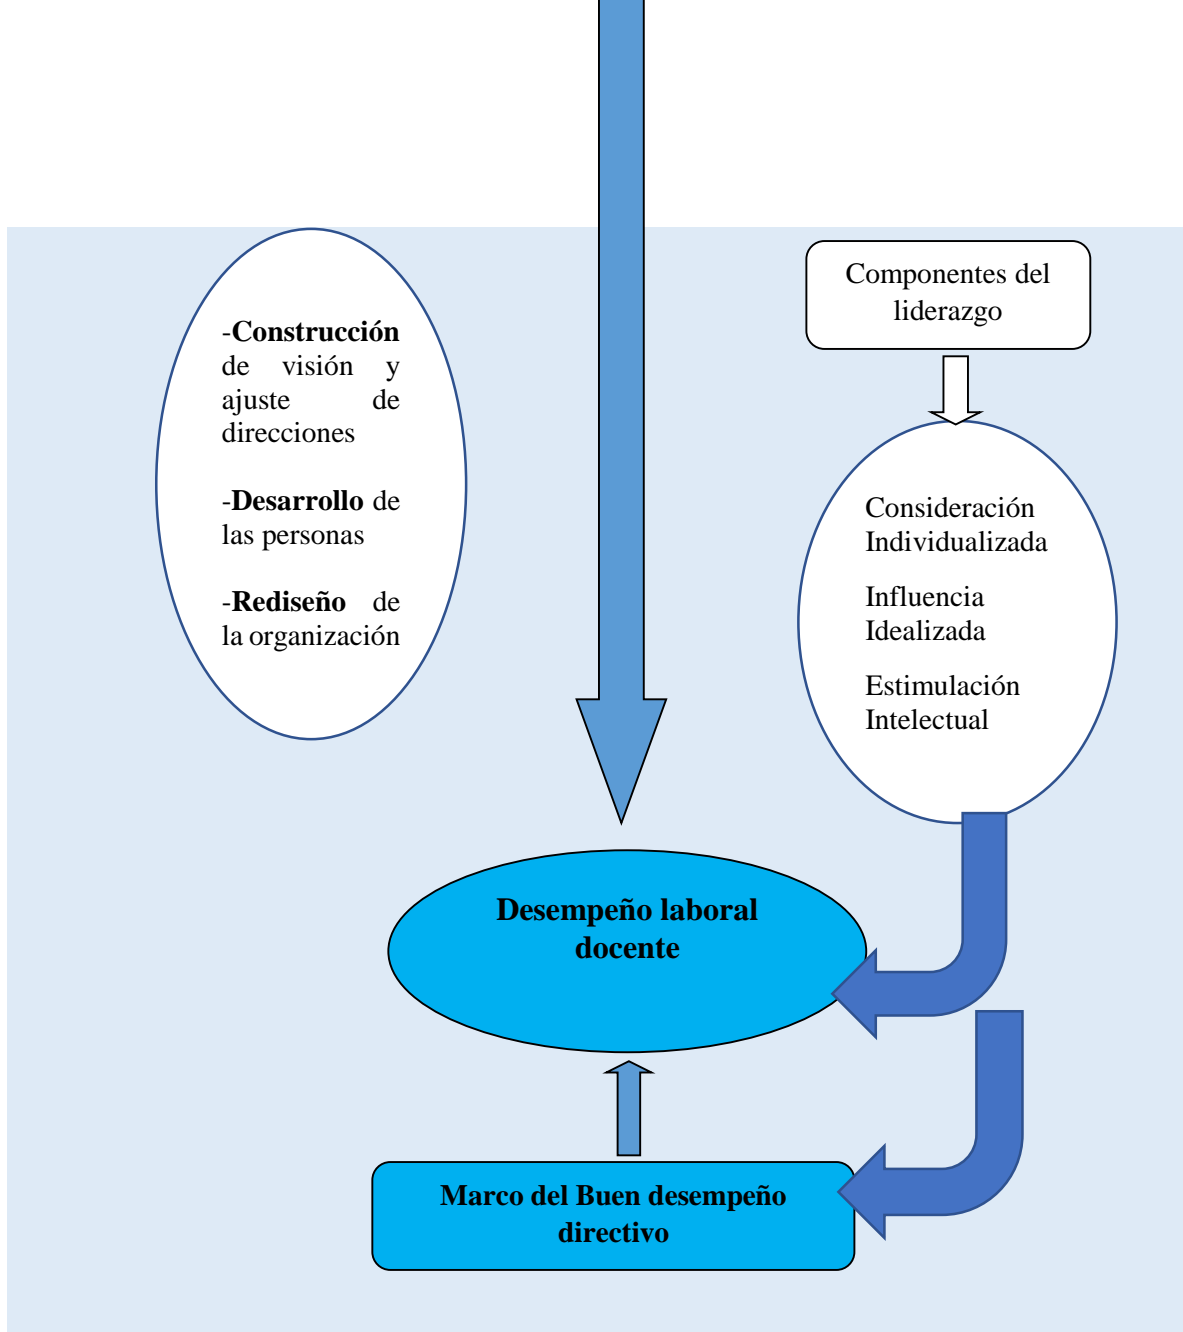 -Construcción
de visión y
ajuste de
direcciones
-Desarrollo de
las personas
-Rediseño de
la organización
Componentes del
liderazgo
Consideración
Individualizada
Influencia
Idealizada
Estimulación
Intelectual
Desempeño laboral
docente
Marco del Buen desempeño
directivo